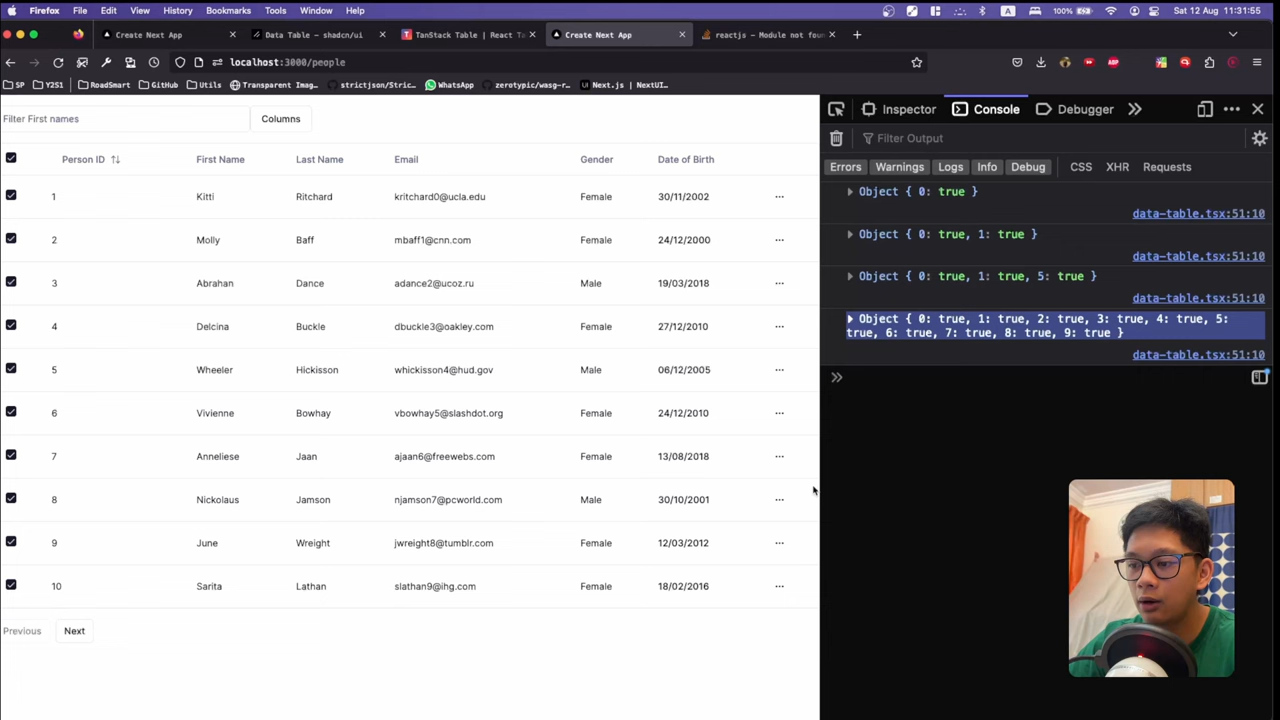 Firefox File Edit View History Bookmarks Tools Window Help A 100% Sat 12 Aug 11:31:55
Create Next App Data Table – shadcn/ui TanStack Table | React Ta Create Next App reactjs - Module not foun
localhost:3000/people
SP Y2S1 RoadSmart GitHub Utils Transparent Imag… strictjson/Stric… WhatsApp zerotypic/wasg-r… Next.js | NextUI…
Filter First names Columns
Person ID First Name Last Name Email Gender Date of Birth
1 Kitti Ritchard kritchard0@ucla.edu Female 30/11/2002 ...
2 Molly Baff mbaff1@cnn.com Female 24/12/2000 ...
3 Abrahan Dance adance2@ucoz.ru Male 19/03/2018 ...
4 Delcina Buckle dbuckle3@oakley.com Female 27/12/2010 ...
5 Wheeler Hickisson whickisson4@hud.gov Male 06/12/2005 ...
6 Vivienne Bowhay vbowhay5@slashdot.org Female 24/12/2010 ...
7 Anneliese Jaan ajaan6@freewebs.com Female 13/08/2018 ...
8 Nickolaus Jamson njamson7@pcworld.com Male 30/10/2001 ...
9 June Wreight jwreight8@tumblr.com Female 12/03/2012 ...
10 Sarita Lathan slathan9@ihg.com Female 18/02/2016 ...
Previous Next
Inspector Console Debugger
Filter Output
Errors Warnings Logs Info Debug CSS XHR Requests
Object { 0: true }
data-table.tsx:51:10
Object { 0: true, 1: true }
data-table.tsx:51:10
Object { 0: true, 1: true, 5: true }
data-table.tsx:51:10
Object { 0: true, 1: true, 2: true, 3: true, 4: true, 5:
true, 6: true, 7: true, 8: true, 9: true }
data-table.tsx:51:10